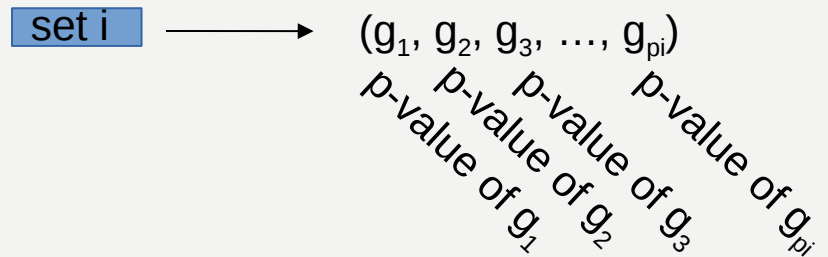 set i
(g₁, g₂, g₃, ..., gₚᵢ)
p-value of g₁
p-value of g₂
p-value of g₃
p-value of gₚᵢ